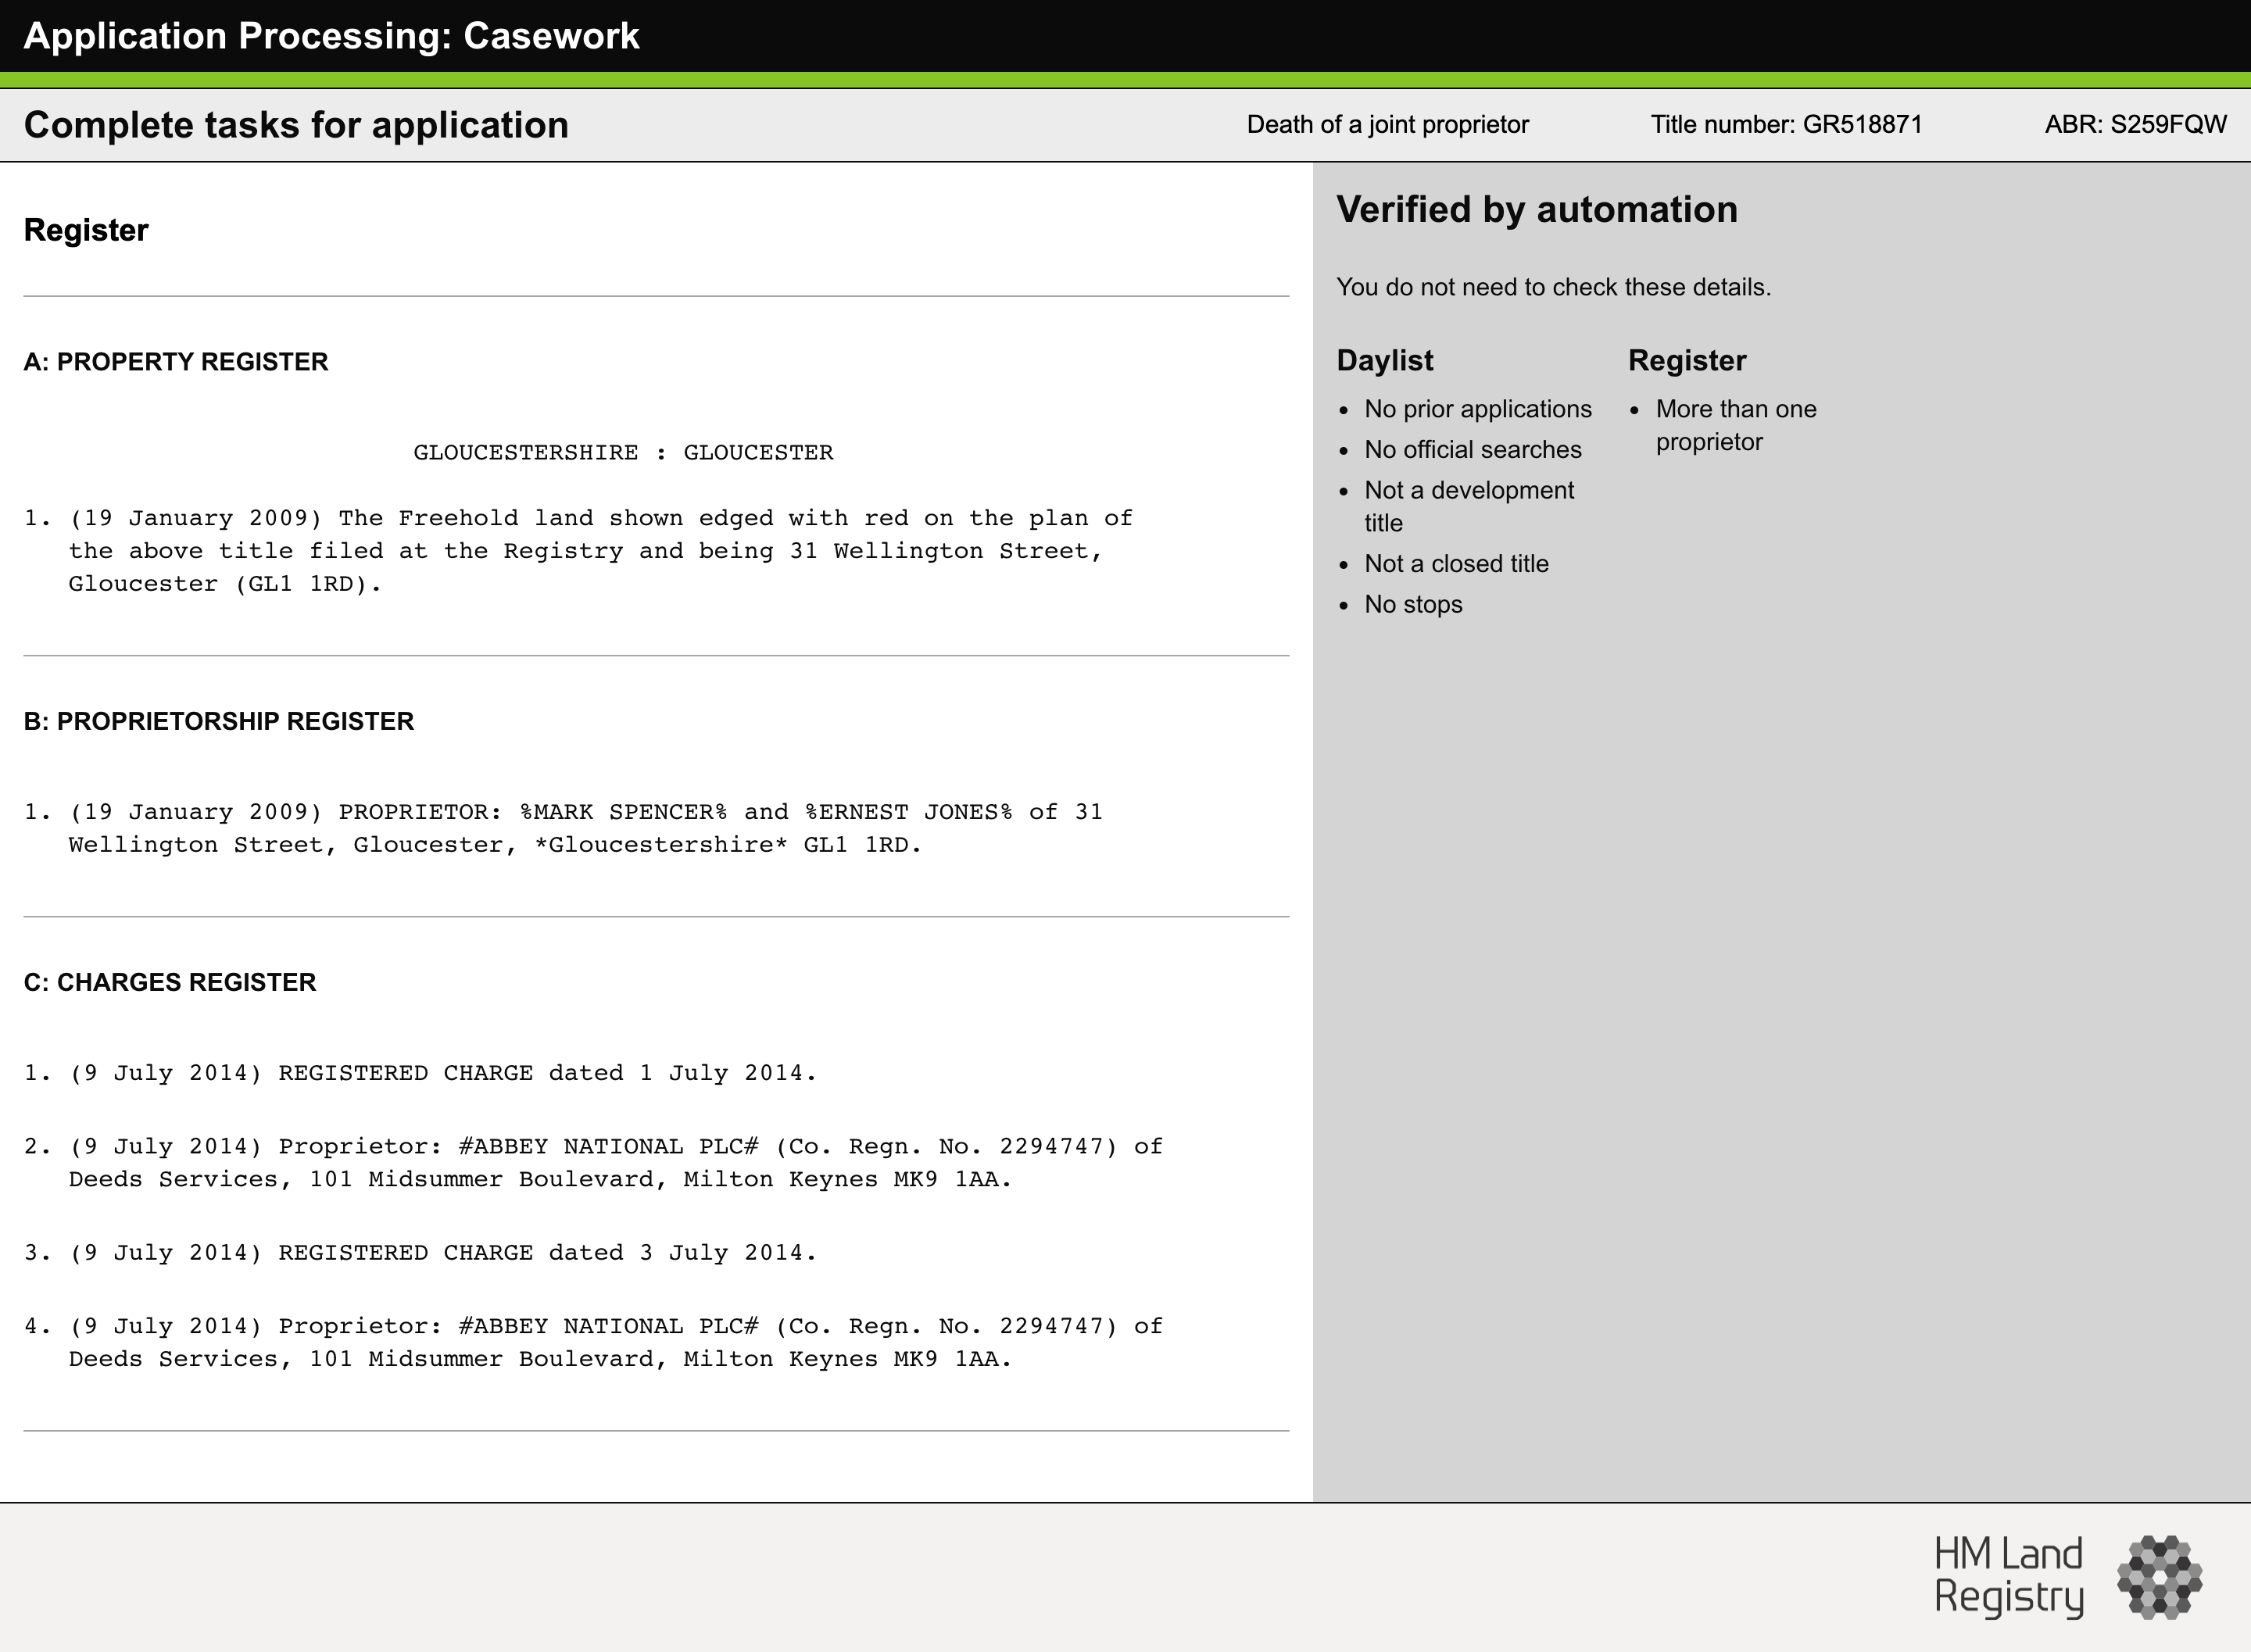 Application Processing: Casework
Complete tasks for application
Death of a joint proprietor
Title number: GR518871
ABR: S259FQW
Register
A: PROPERTY REGISTER
GLOUCESTERSHIRE : GLOUCESTER
1. (19 January 2009) The Freehold land shown edged with red on the plan of
the above title filed at the Registry and being 31 Wellington Street,
Gloucester (GL1 1RD).
B: PROPRIETORSHIP REGISTER
1. (19 January 2009) PROPRIETOR: %MARK SPENCER% and %ERNEST JONES% of 31
Wellington Street, Gloucester, *Gloucestershire* GL1 1RD.
C: CHARGES REGISTER
1. (9 July 2014) REGISTERED CHARGE dated 1 July 2014.
2. (9 July 2014) Proprietor: #ABBEY NATIONAL PLC# (Co. Regn. No. 2294747) of
Deeds Services, 101 Midsummer Boulevard, Milton Keynes MK9 1AA.
3. (9 July 2014) REGISTERED CHARGE dated 3 July 2014.
4. (9 July 2014) Proprietor: #ABBEY NATIONAL PLC# (Co. Regn. No. 2294747) of
Deeds Services, 101 Midsummer Boulevard, Milton Keynes MK9 1AA.
Verified by automation
You do not need to check these details.
Daylist
• No prior applications
• No official searches
• Not a development
title
• Not a closed title
• No stops
Register
• More than one
proprietor
HM Land
Registry